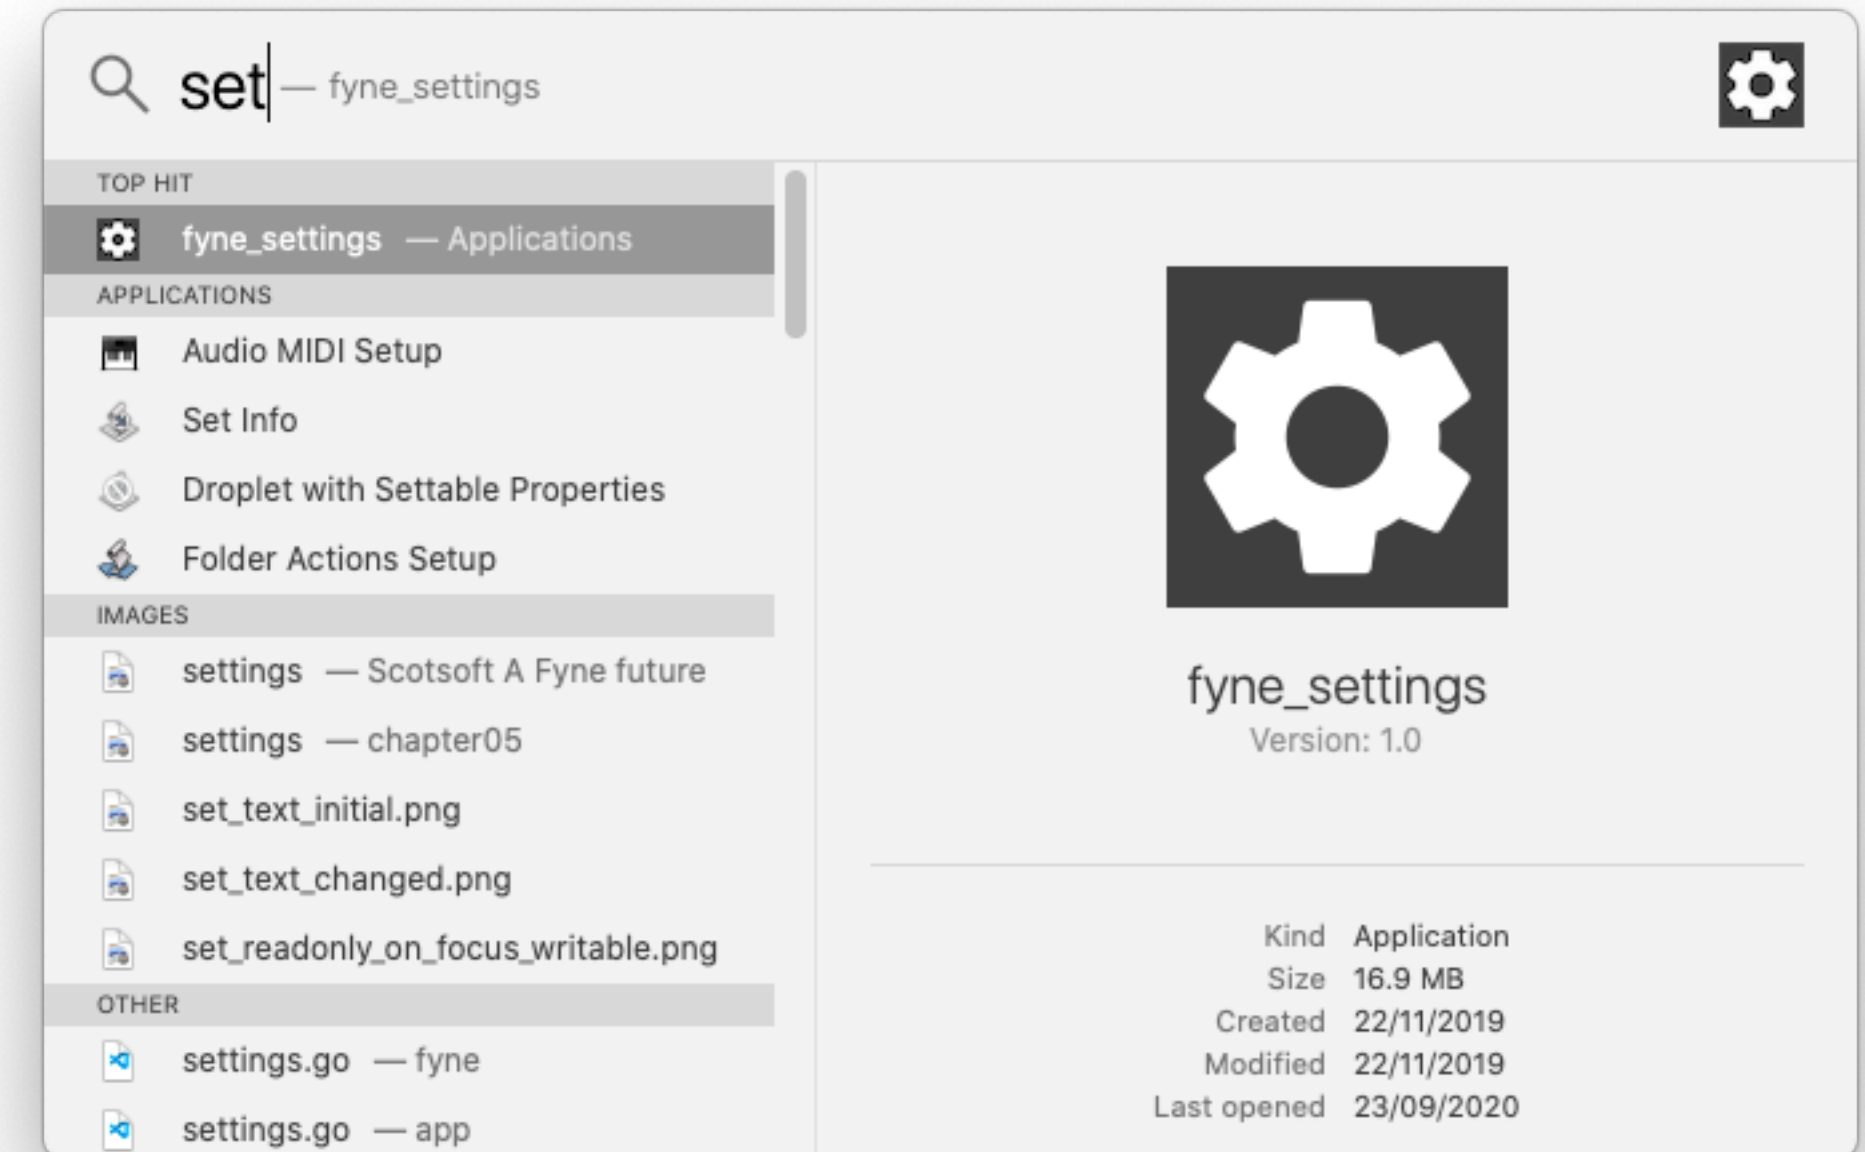 set — fyne_settings
TOP HIT
fyne_settings — Applications
APPLICATIONS
Audio MIDI Setup
Set Info
Droplet with Settable Properties
Folder Actions Setup
IMAGES
settings — Scotsoft A Fyne future
settings — chapter05
set_text_initial.png
set_text_changed.png
set_readonly_on_focus_writable.png
OTHER
settings.go — fyne
settings.go — app
fyne_settings
Version: 1.0
Kind Application
Size 16.9 MB
Created 22/11/2019
Modified 22/11/2019
Last opened 23/09/2020